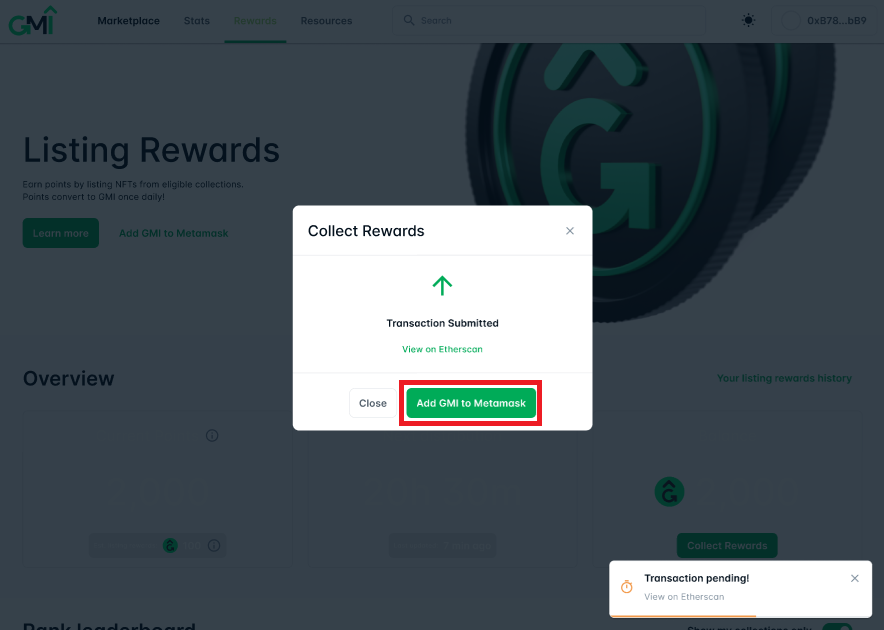 GMI
Marketplace
Stats
Rewards
Resources
Search
0xB78...bB9
Listing Rewards
Earn points by listing NFTs from eligible collections.
Points convert to GMI once daily!
Learn more
Add GMI to Metamask
Collect Rewards
Transaction Submitted
View on Etherscan
Close
Add GMI to Metamask
Overview
Your listing rewards history
Collect Rewards
Transaction pending!
View on Etherscan
Rank leaderboard
Show my collections only